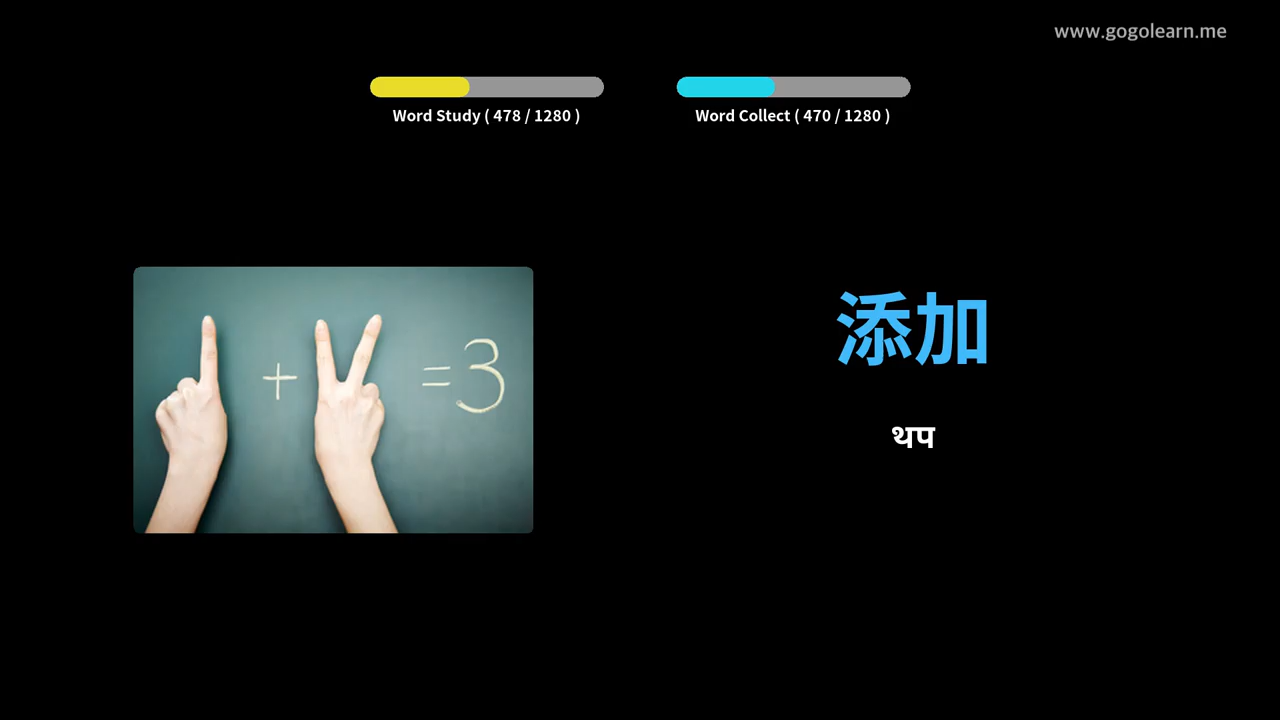 www.gogolearn.me
Word Study ( 478 / 1280 )
Word Collect ( 470 / 1280 )
+ =3
添加
थप